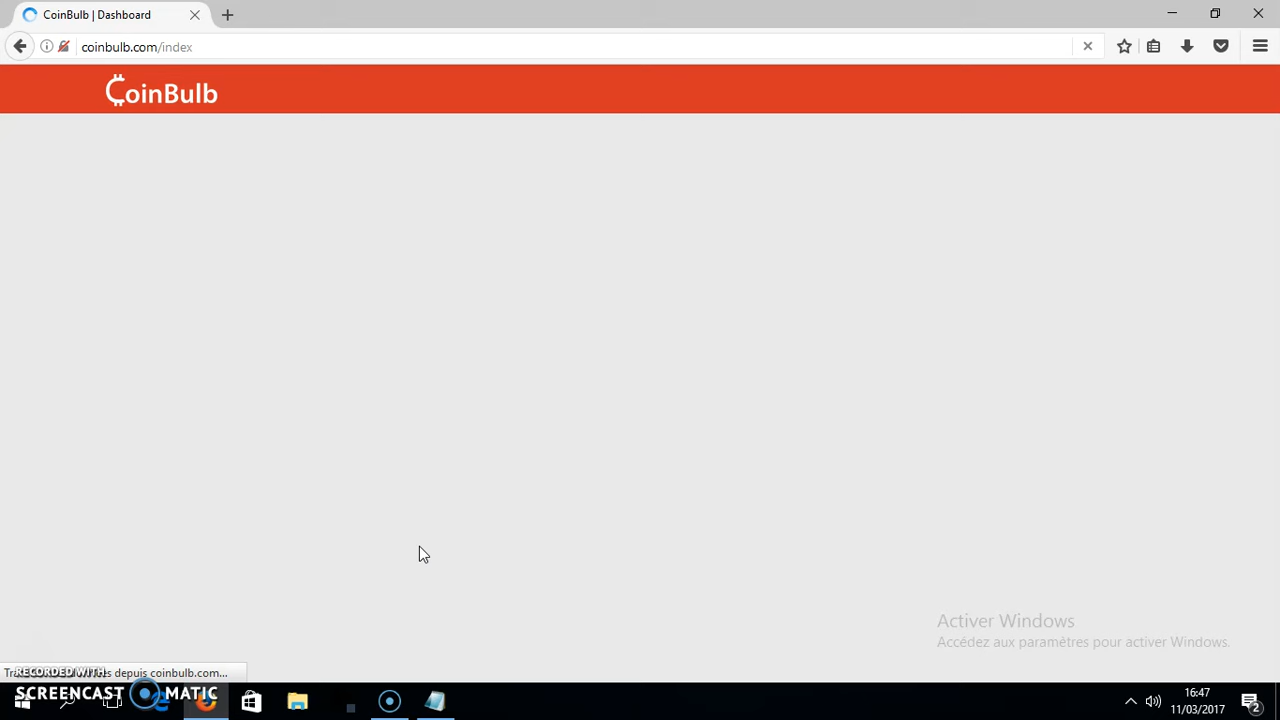 CoinBulb | Dashboard
coinbulb.com/index
CoinBulb
Activer Windows
Accédez aux paramètres pour activer Windows.
depuis coinbulb.com...
RECORDED WITH
SCREENCAST MATIC
16:47
11/03/2017
2